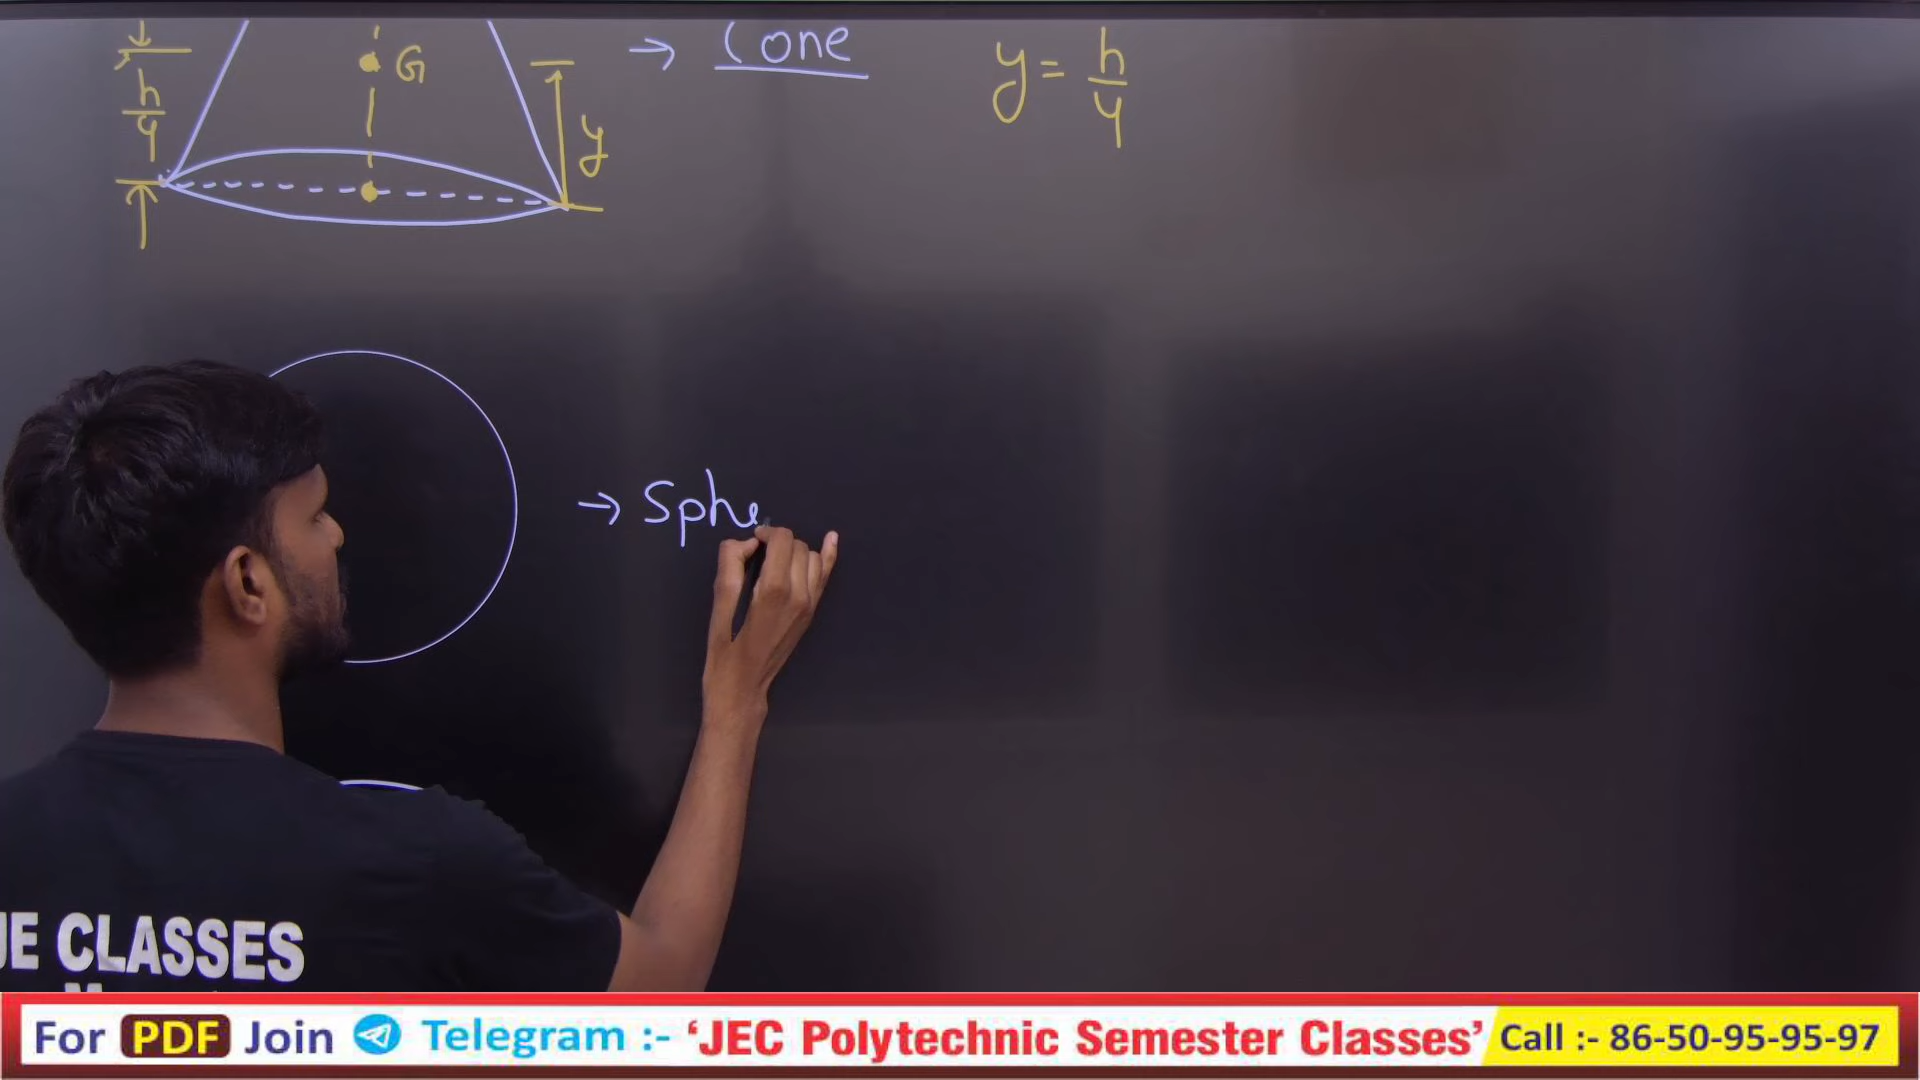 G
h/4
y
→ Cone
y = h/4
→ Sphe
UE CLASSES
For PDF Join Telegram :- 'JEC Polytechnic Semester Classes'
Call :- 86-50-95-95-97